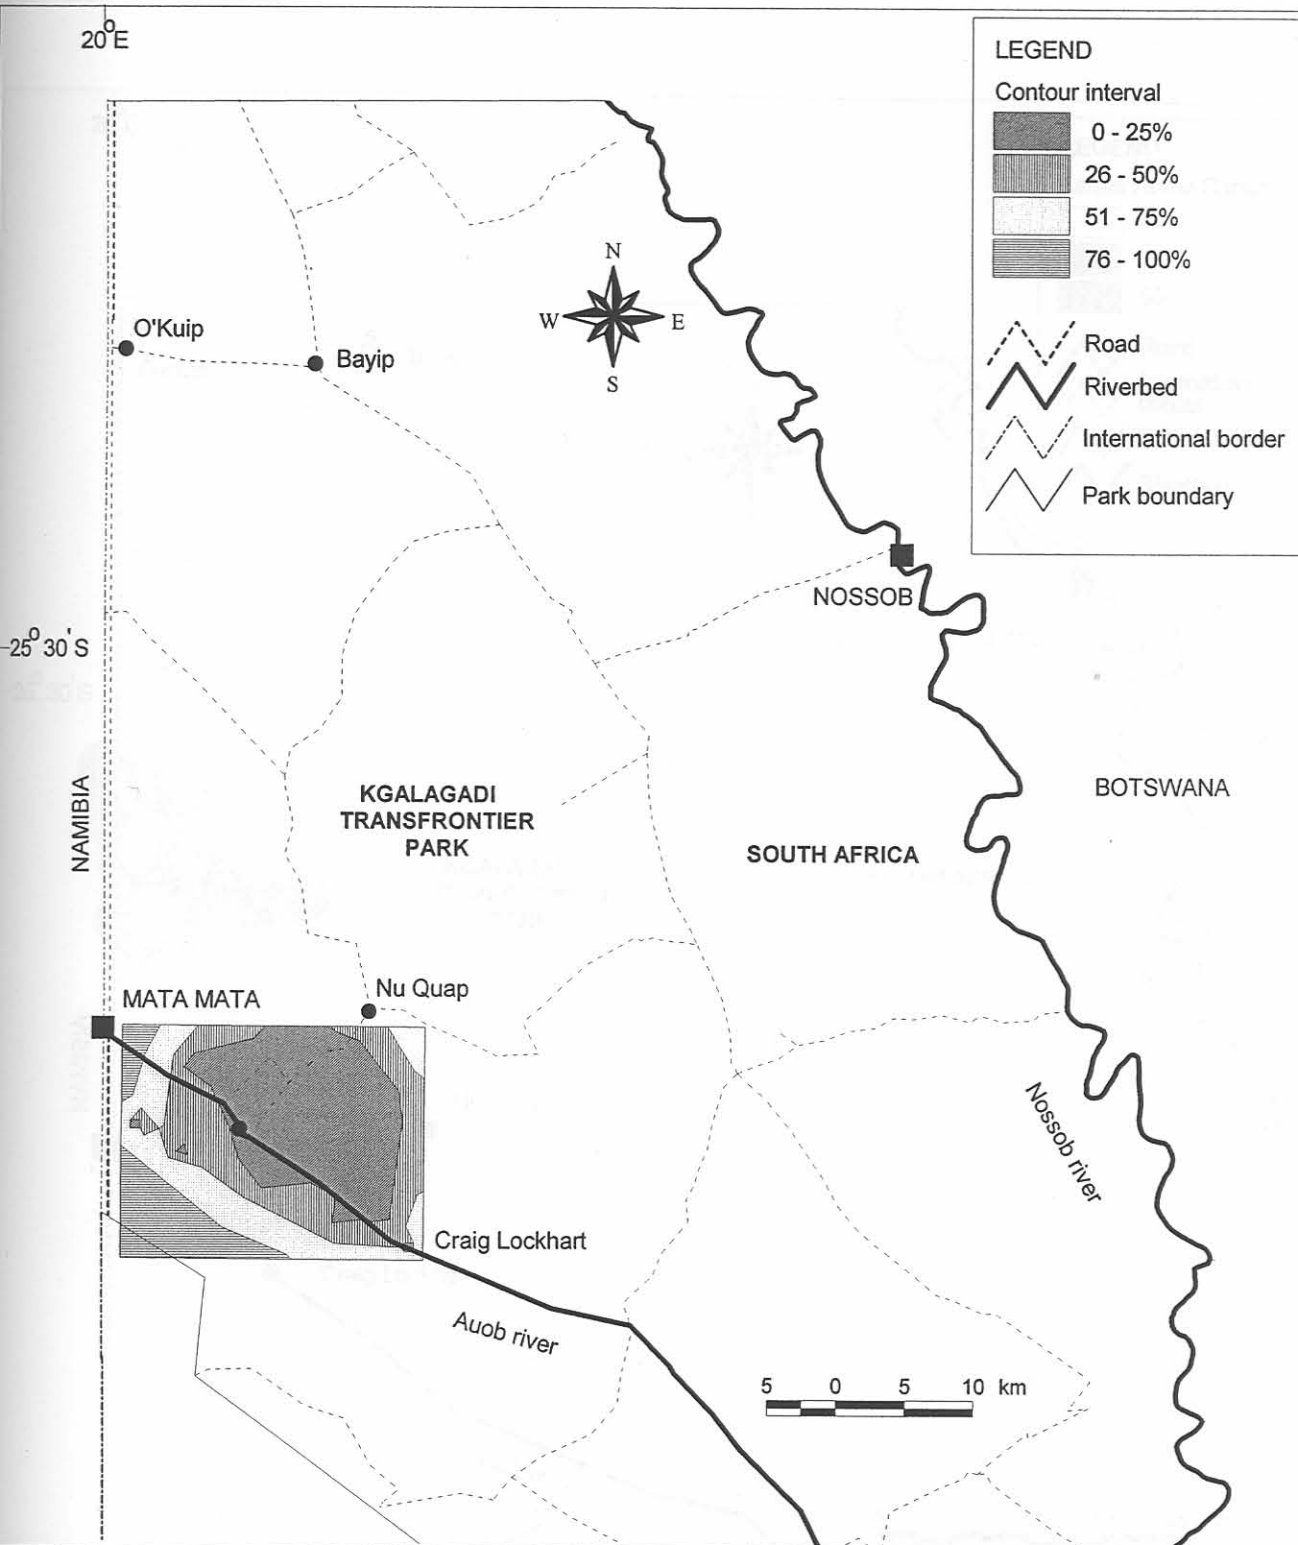 20°E
LEGEND
Contour interval
0 - 25%
26 - 50%
51 - 75%
76 - 100%
Road
Riverbed
International border
Park boundary
N
W E
S
O'Kuip
Bayip
NOSSOB
25° 30' S
NAMIBIA
KGALAGADI
TRANSFRONTIER
PARK
SOUTH AFRICA
BOTSWANA
Nu Quap
MATA MATA
Nossob river
Craig Lockhart
Auob river
5 0 5 10 km